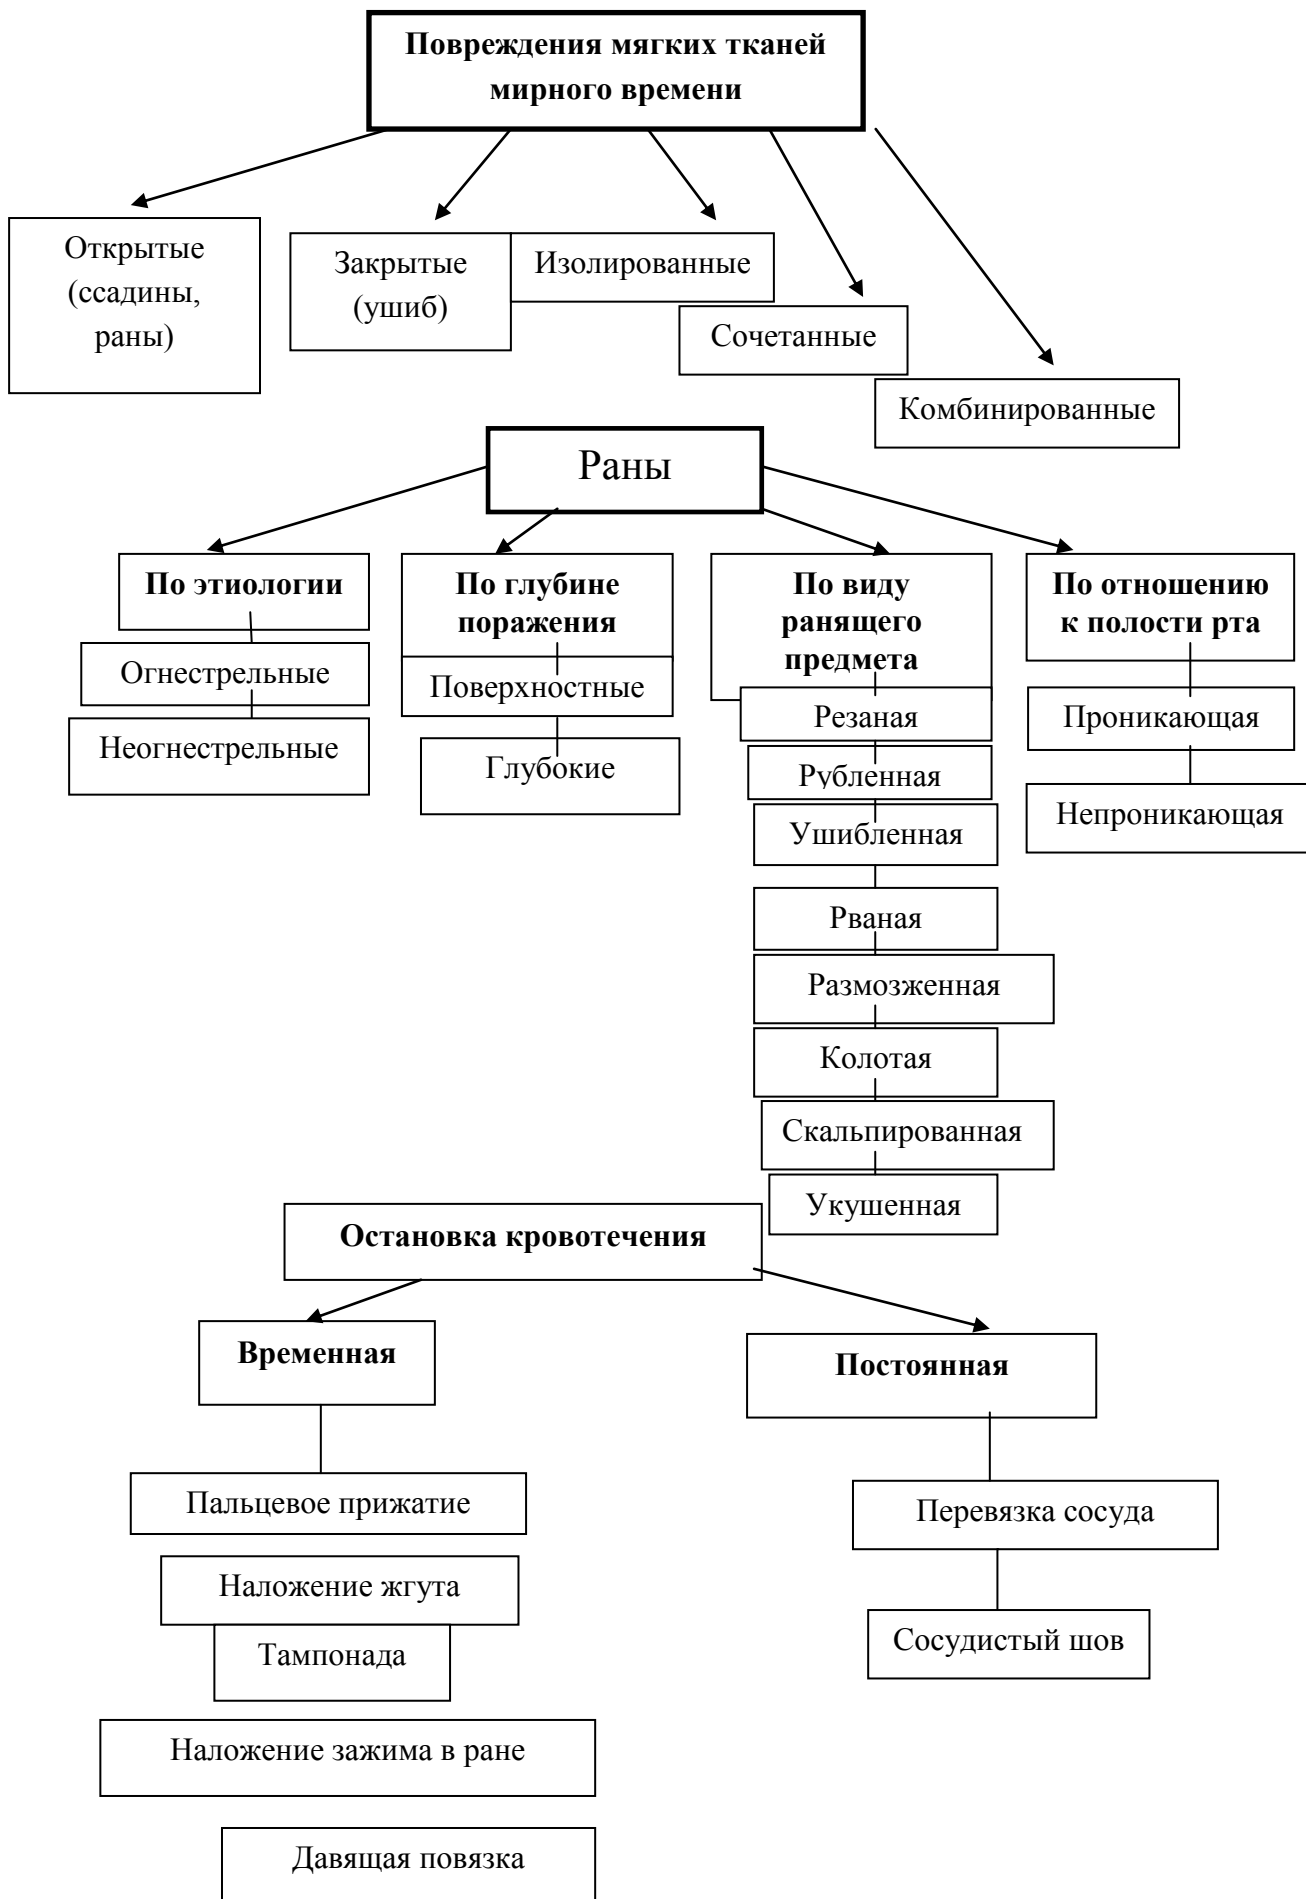 Повреждения мягких тканей
мирного времени
Открытые
(ссадины,
раны)
Закрытые
(ушиб)
Изолированные
Сочетанные
Комбинированные
Раны
По этиологии
Огнестрельные
Неогнестрельные
По глубине
поражения
Поверхностные
Глубокие
По виду
ранящего
предмета
Резаная
Рубленная
Ушибленная
Рваная
Размозженная
Колотая
Скальпированная
Укушенная
По отношению
к полости рта
Проникающая
Непроникающая
Остановка кровотечения
Временная
Пальцевое прижатие
Наложение жгута
Тампонада
Наложение зажима в ране
Давящая повязка
Постоянная
Перевязка сосуда
Сосудистый шов